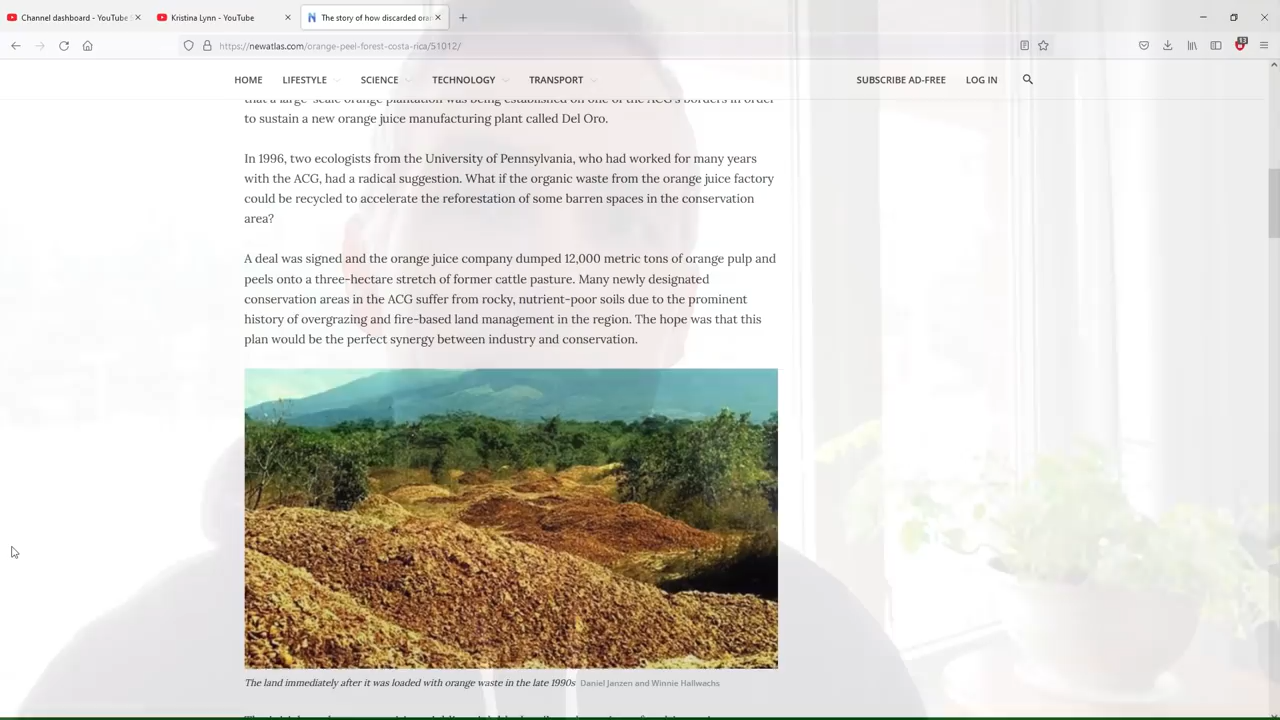 Channel dashboard - YouTube
Kristina Lynn - YouTube
The story of how discarded ora
https://newatlas.com/orange-peel-forest-costa-rica/51012/
13
HOME LIFESTYLE SCIENCE TECHNOLOGY TRANSPORT SUBSCRIBE AD-FREE LOG IN
that a large-scale orange plantation was being established on one of the ACG's borders in order
to sustain a new orange juice manufacturing plant called Del Oro.
In 1996, two ecologists from the University of Pennsylvania, who had worked for many years
with the ACG, had a radical suggestion. What if the organic waste from the orange juice factory
could be recycled to accelerate the reforestation of some barren spaces in the conservation
area?
A deal was signed and the orange juice company dumped 12,000 metric tons of orange pulp and
peels onto a three-hectare stretch of former cattle pasture. Many newly designated
conservation areas in the ACG suffer from rocky, nutrient-poor soils due to the prominent
history of overgrazing and fire-based land management in the region. The hope was that this
plan would be the perfect synergy between industry and conservation.
The land immediately after it was loaded with orange waste in the late 1990s Daniel Janzen and Winnie Hallwachs